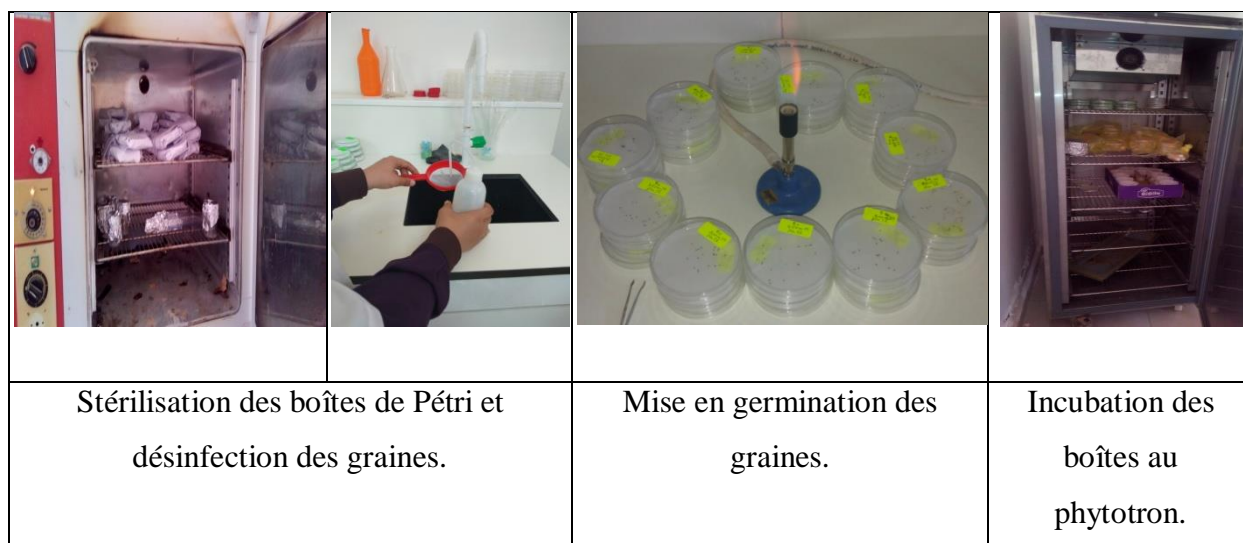 Stérilisation des boîtes de Pétri et
désinfection des graines.
Mise en germination des
graines.
Incubation des
boîtes au
phytotron.